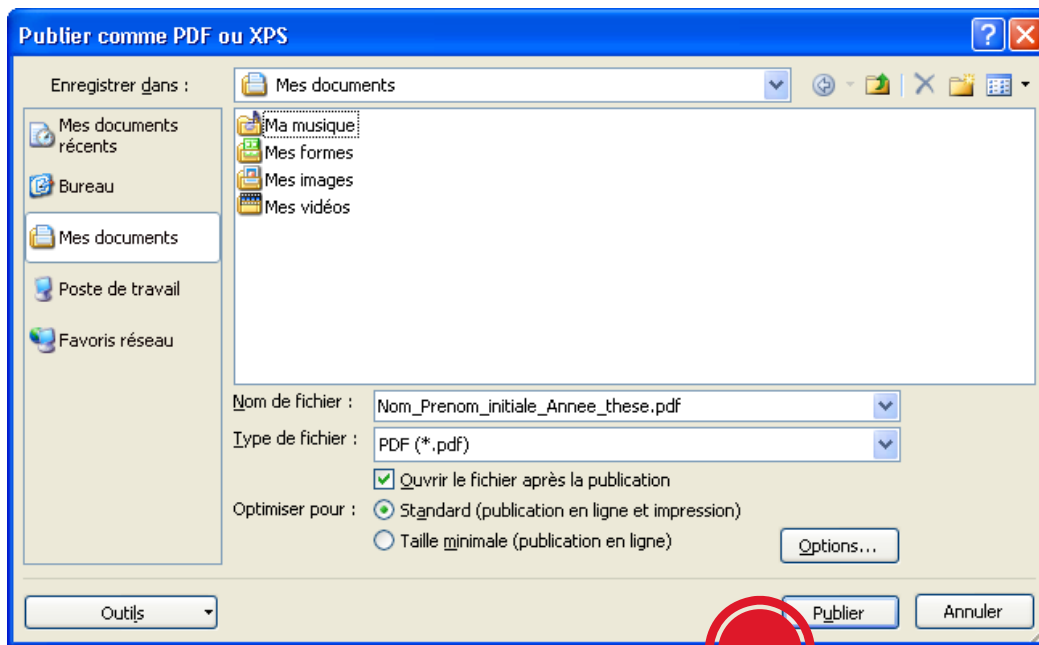 Publier comme PDF ou XPS
Enregistrer dans :
Mes documents
Mes documents
récents
Bureau
Mes documents
Poste de travail
Favoris réseau
Ma musique
Mes formes
Mes images
Mes vidéos
Nom de fichier :
Nom_Prenom_initiale_Annee_these.pdf
Type de fichier :
PDF (*.pdf)
Ouvrir le fichier après la publication
Optimiser pour :
Standard (publication en ligne et impression)
Taille minimale (publication en ligne)
Options...
Outils
Publier
Annuler